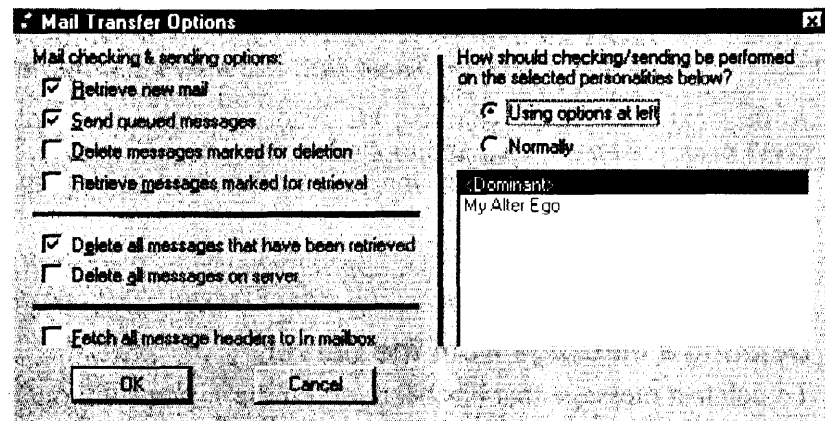 Mail Transfer Options
Mail checking & sending options:
Retrieve new mail
Send queued messages
Delete messages marked for deletion
Retrieve messages marked for retrieval
Delete all messages that have been retrieved
Delete all messages on server
Fetch all message headers to In mailbox
OK
Cancel
How should checking/sending be performed
on the selected personalities below?
Using options at left
Normally
<Dominant>
My Alter Ego